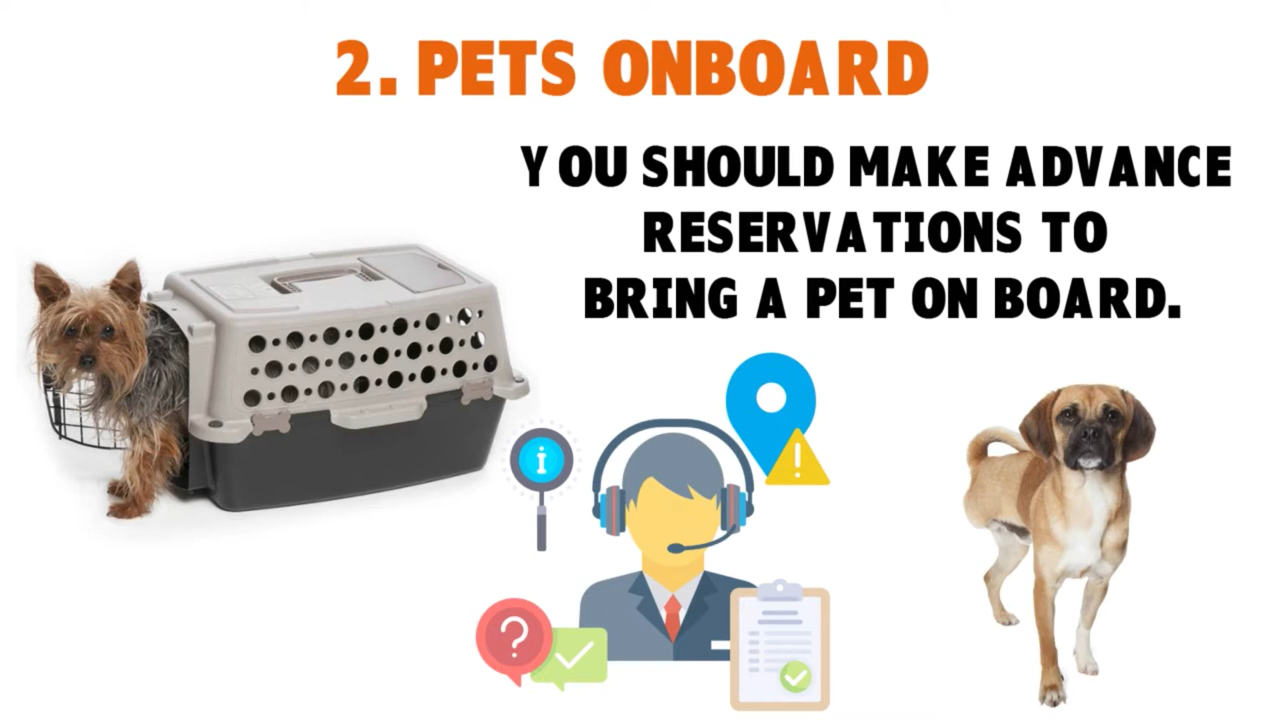 2. PETS ONBOARD
YOU SHOULD MAKE ADVANCE
RESERVATIONS TO
BRING A PET ON BOARD.
i
!
?